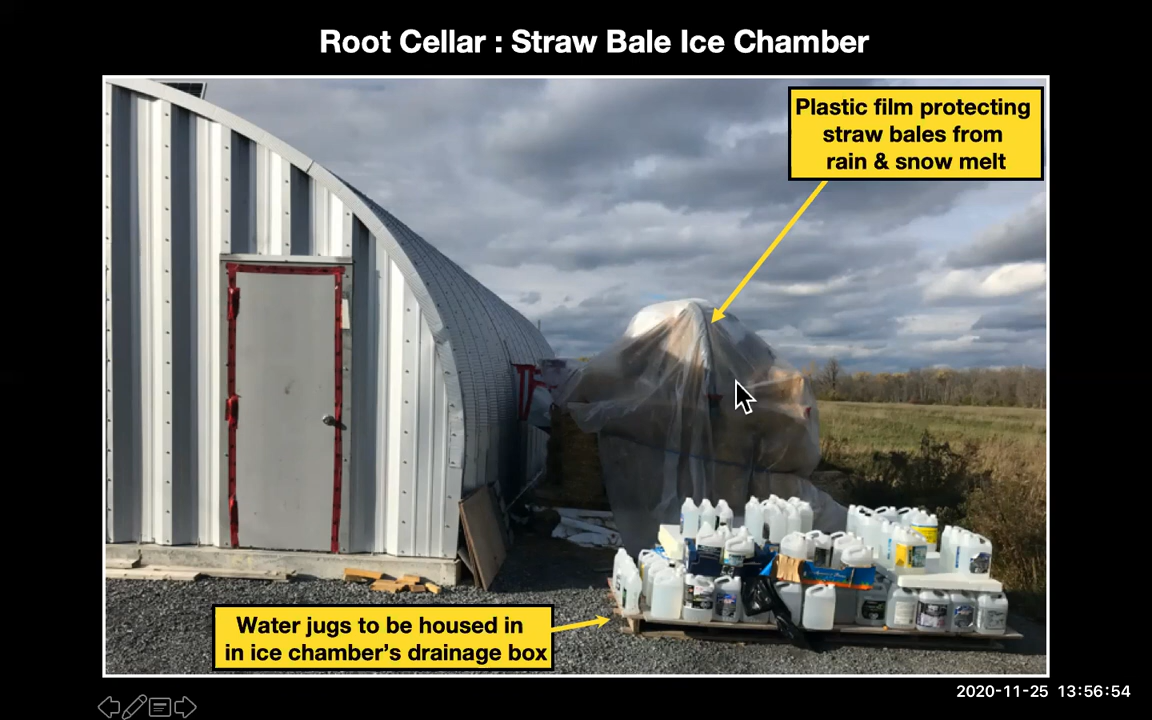 Root Cellar : Straw Bale Ice Chamber
Plastic film protecting
straw bales from
rain & snow melt
Water jugs to be housed in
in ice chamber's drainage box
2020-11-25 13:56:54